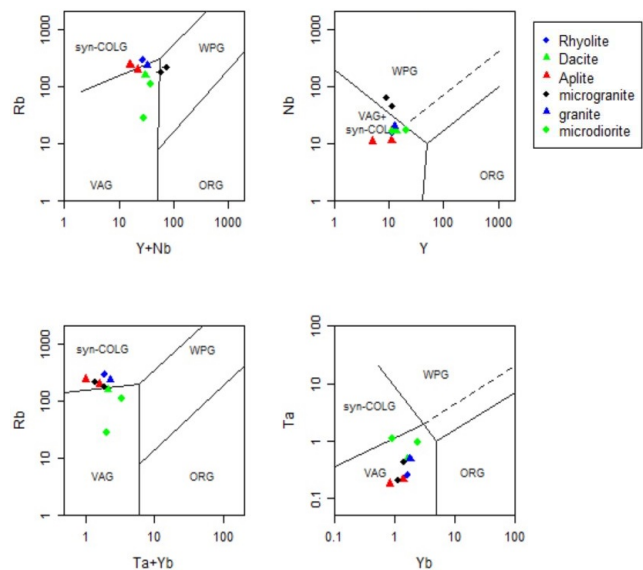 1 10 100 1000
Rb
syn-COLG
WPG
VAG
ORG
1 10 100 1000
Y+Nb
1 10 100 1000
Nb
WPG
VAG+
syn-COL
ORG
1 10 100 1000
Y
Rhyolite
Dacite
Aplite
microgranite
granite
microdiorite
1 10 100 1000
Rb
syn-COLG
WPG
VAG
ORG
1 10 100
Ta+Yb
0.1 1.0 10 100
Ta
WPG
syn-COLG
VAG
ORG
0.1 1.0 10 100
Yb